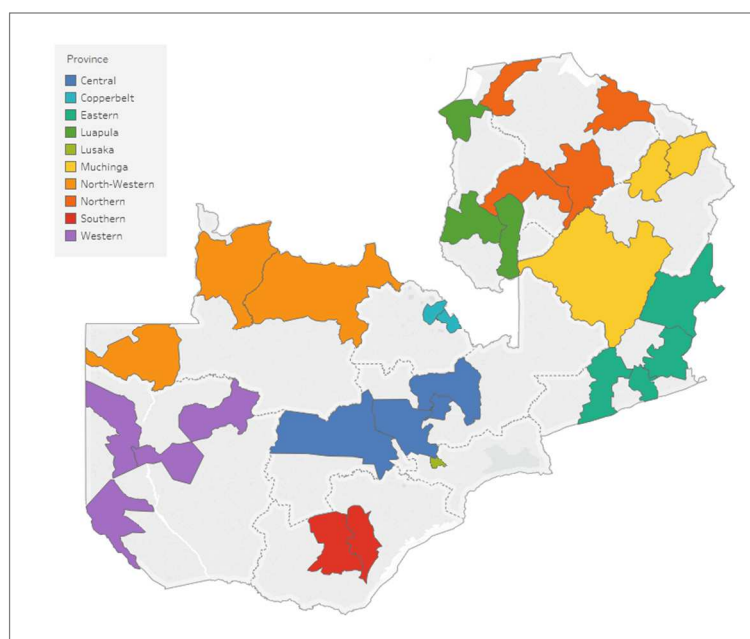 Province
Central
Copperbelt
Eastern
Luapula
Lusaka
Muchinga
North-Western
Northern
Southern
Western